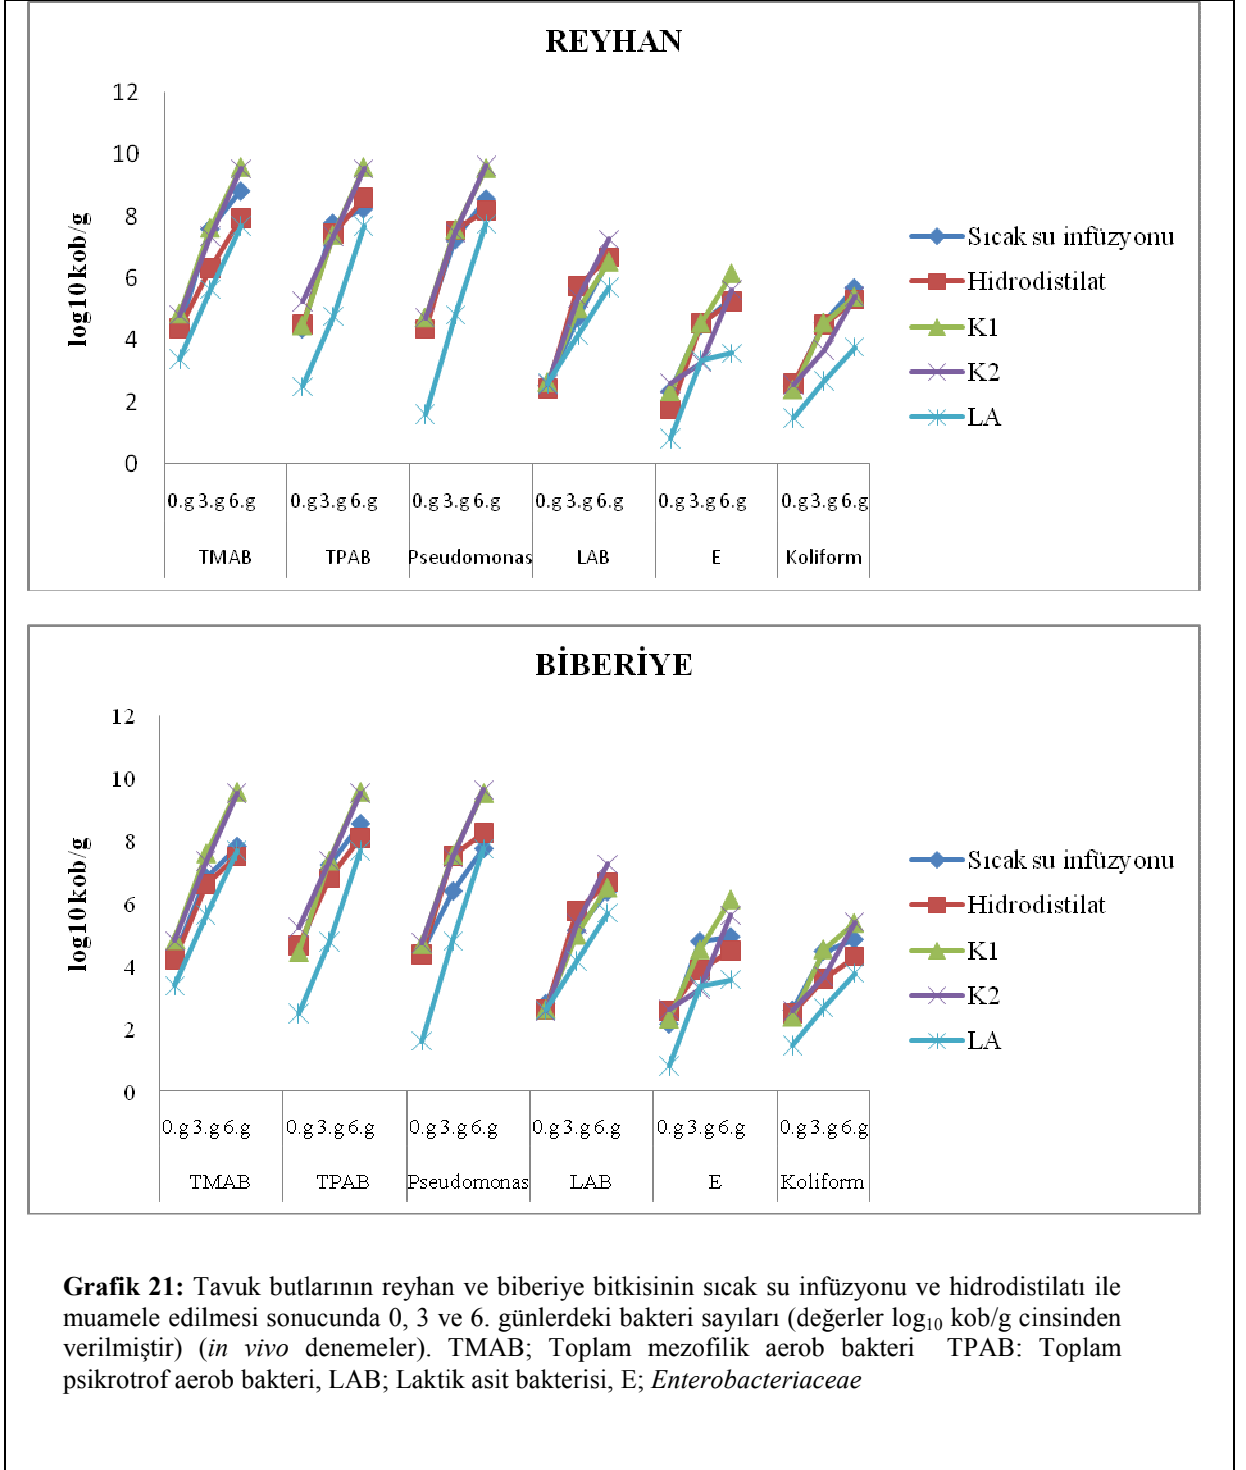 REYHAN
12
10
8
6
4
2
0
log10 kob/g
0.g 3.g 6.g 0.g 3.g 6.g 0.g 3.g 6.g 0.g 3.g 6.g 0.g 3.g 6.g 0.g 3.g 6.g
TMAB TPAB Pseudomonas LAB E Koliform
Sıcak su infüzyonu
Hidrodistilat
K1
K2
LA
BİBERİYE
12
10
8
6
4
2
0
log10 kob/g
0.g 3.g 6.g 0.g 3.g 6.g 0.g 3.g 6.g 0.g 3.g 6.g 0.g 3.g 6.g 0.g 3.g 6.g
TMAB TPAB Pseudomonas LAB E Koliform
Sıcak su infüzyonu
Hidrodistilat
K1
K2
LA
Grafik 21: Tavuk butlarının reyhan ve biberiye bitkisinin sıcak su infüzyonu ve hidrodistilatı ile
muamele edilmesi sonucunda 0, 3 ve 6. günlerdeki bakteri sayıları (değerler log₁₀ kob/g cinsinden
verilmiştir) (in vivo denemeler). TMAB; Toplam mezofilik aerob bakteri TPAB: Toplam
psikrotrof aerob bakteri, LAB; Laktik asit bakterisi, E; Enterobacteriaceae